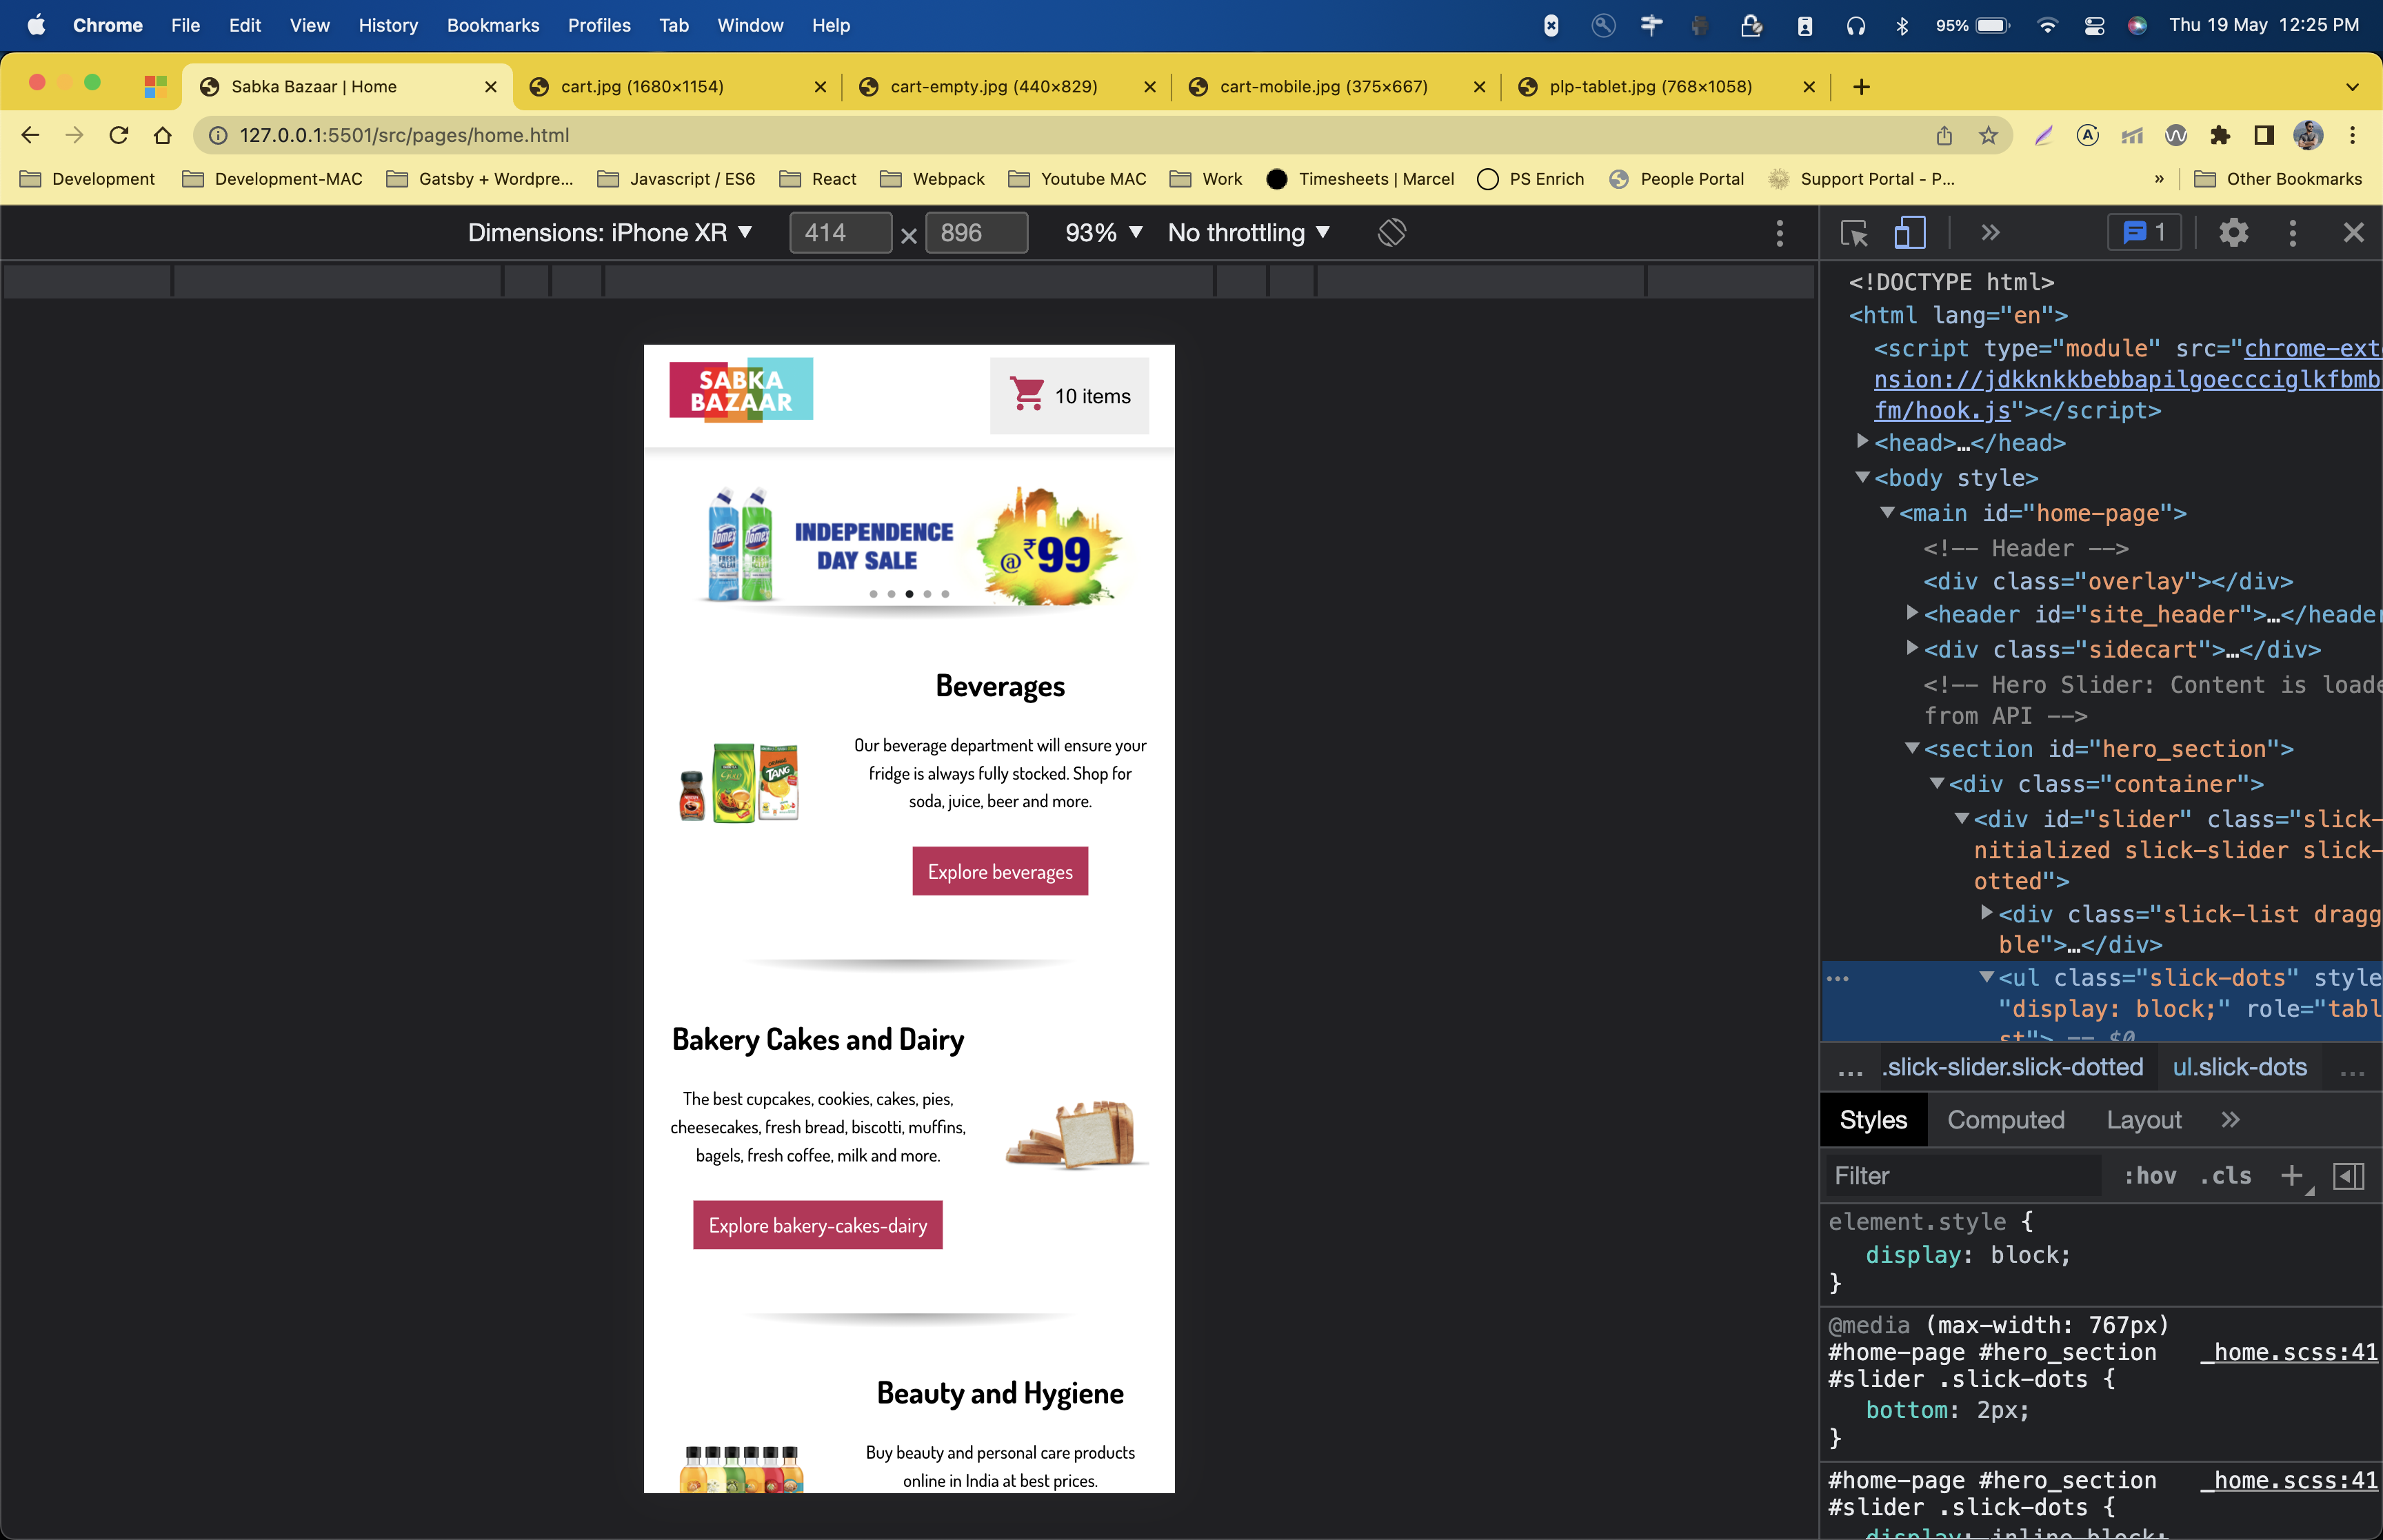 Chrome File Edit View History Bookmarks Profiles Tab Window Help 95% Thu 19 May 12:25 PM
Sabka Bazaar | Home cart.jpg (1680×1154) cart-empty.jpg (440×829) cart-mobile.jpg (375×667) plp-tablet.jpg (768×1058)
127.0.0.1:5501/src/pages/home.html
Development Development-MAC Gatsby + Wordpre... Javascript / ES6 React Webpack Youtube MAC Work Timesheets | Marcel PS Enrich People Portal Support Portal - P... » Other Bookmarks
Dimensions: iPhone XR 414 × 896 93% No throttling
SABKA
BAZAAR
10 items
INDEPENDENCE
DAY SALE
@ ₹99
Domex
FRESH
Domex
TANG
Beverages
Our beverage department will ensure your
fridge is always fully stocked. Shop for
soda, juice, beer and more.
Explore beverages
Bakery Cakes and Dairy
The best cupcakes, cookies, cakes, pies,
cheesecakes, fresh bread, biscotti, muffins,
bagels, fresh coffee, milk and more.
Explore bakery-cakes-dairy
Beauty and Hygiene
Buy beauty and personal care products
online in India at best prices.
» 1
<!DOCTYPE html>
<html lang="en">
<script type="module" src="chrome-exte
nsion://jdkknkkbebbapilgoeccciglkfbmb
fm/hook.js"></script>
<head>…</head>
<body style>
<main id="home-page">
<!-- Header -->
<div class="overlay"></div>
<header id="site_header">…</header
<div class="sidecart">…</div>
<!-- Hero Slider: Content is loade
from API -->
<section id="hero_section">
<div class="container">
<div id="slider" class="slick-
nitialized slick-slider slick-
otted">
<div class="slick-list dragg
ble">…</div>
<ul class="slick-dots" style
"display: block;" role="tabl
st"> == $0
... .slick-slider.slick-dotted ul.slick-dots ...
Styles Computed Layout »
Filter :hov .cls +
element.style {
display: block;
}
@media (max-width: 767px)
#home-page #hero_section _home.scss:41
#slider .slick-dots {
bottom: 2px;
}
#home-page #hero_section _home.scss:41
#slider .slick-dots {
display: inline-block;